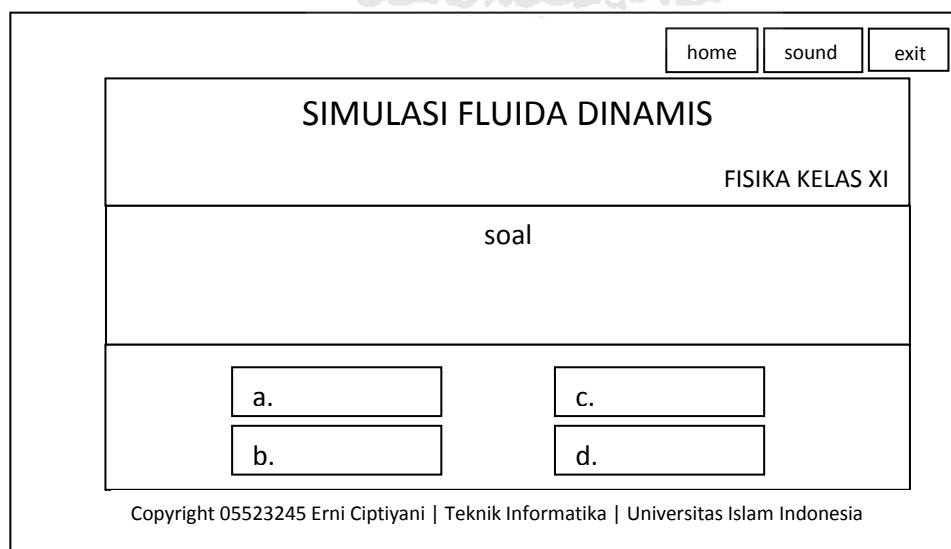 home sound exit
SIMULASI FLUIDA DINAMIS
FISIKA KELAS XI
soal
a. c.
b. d.
Copyright 05523245 Erni Ciptiyani | Teknik Informatika | Universitas Islam Indonesia